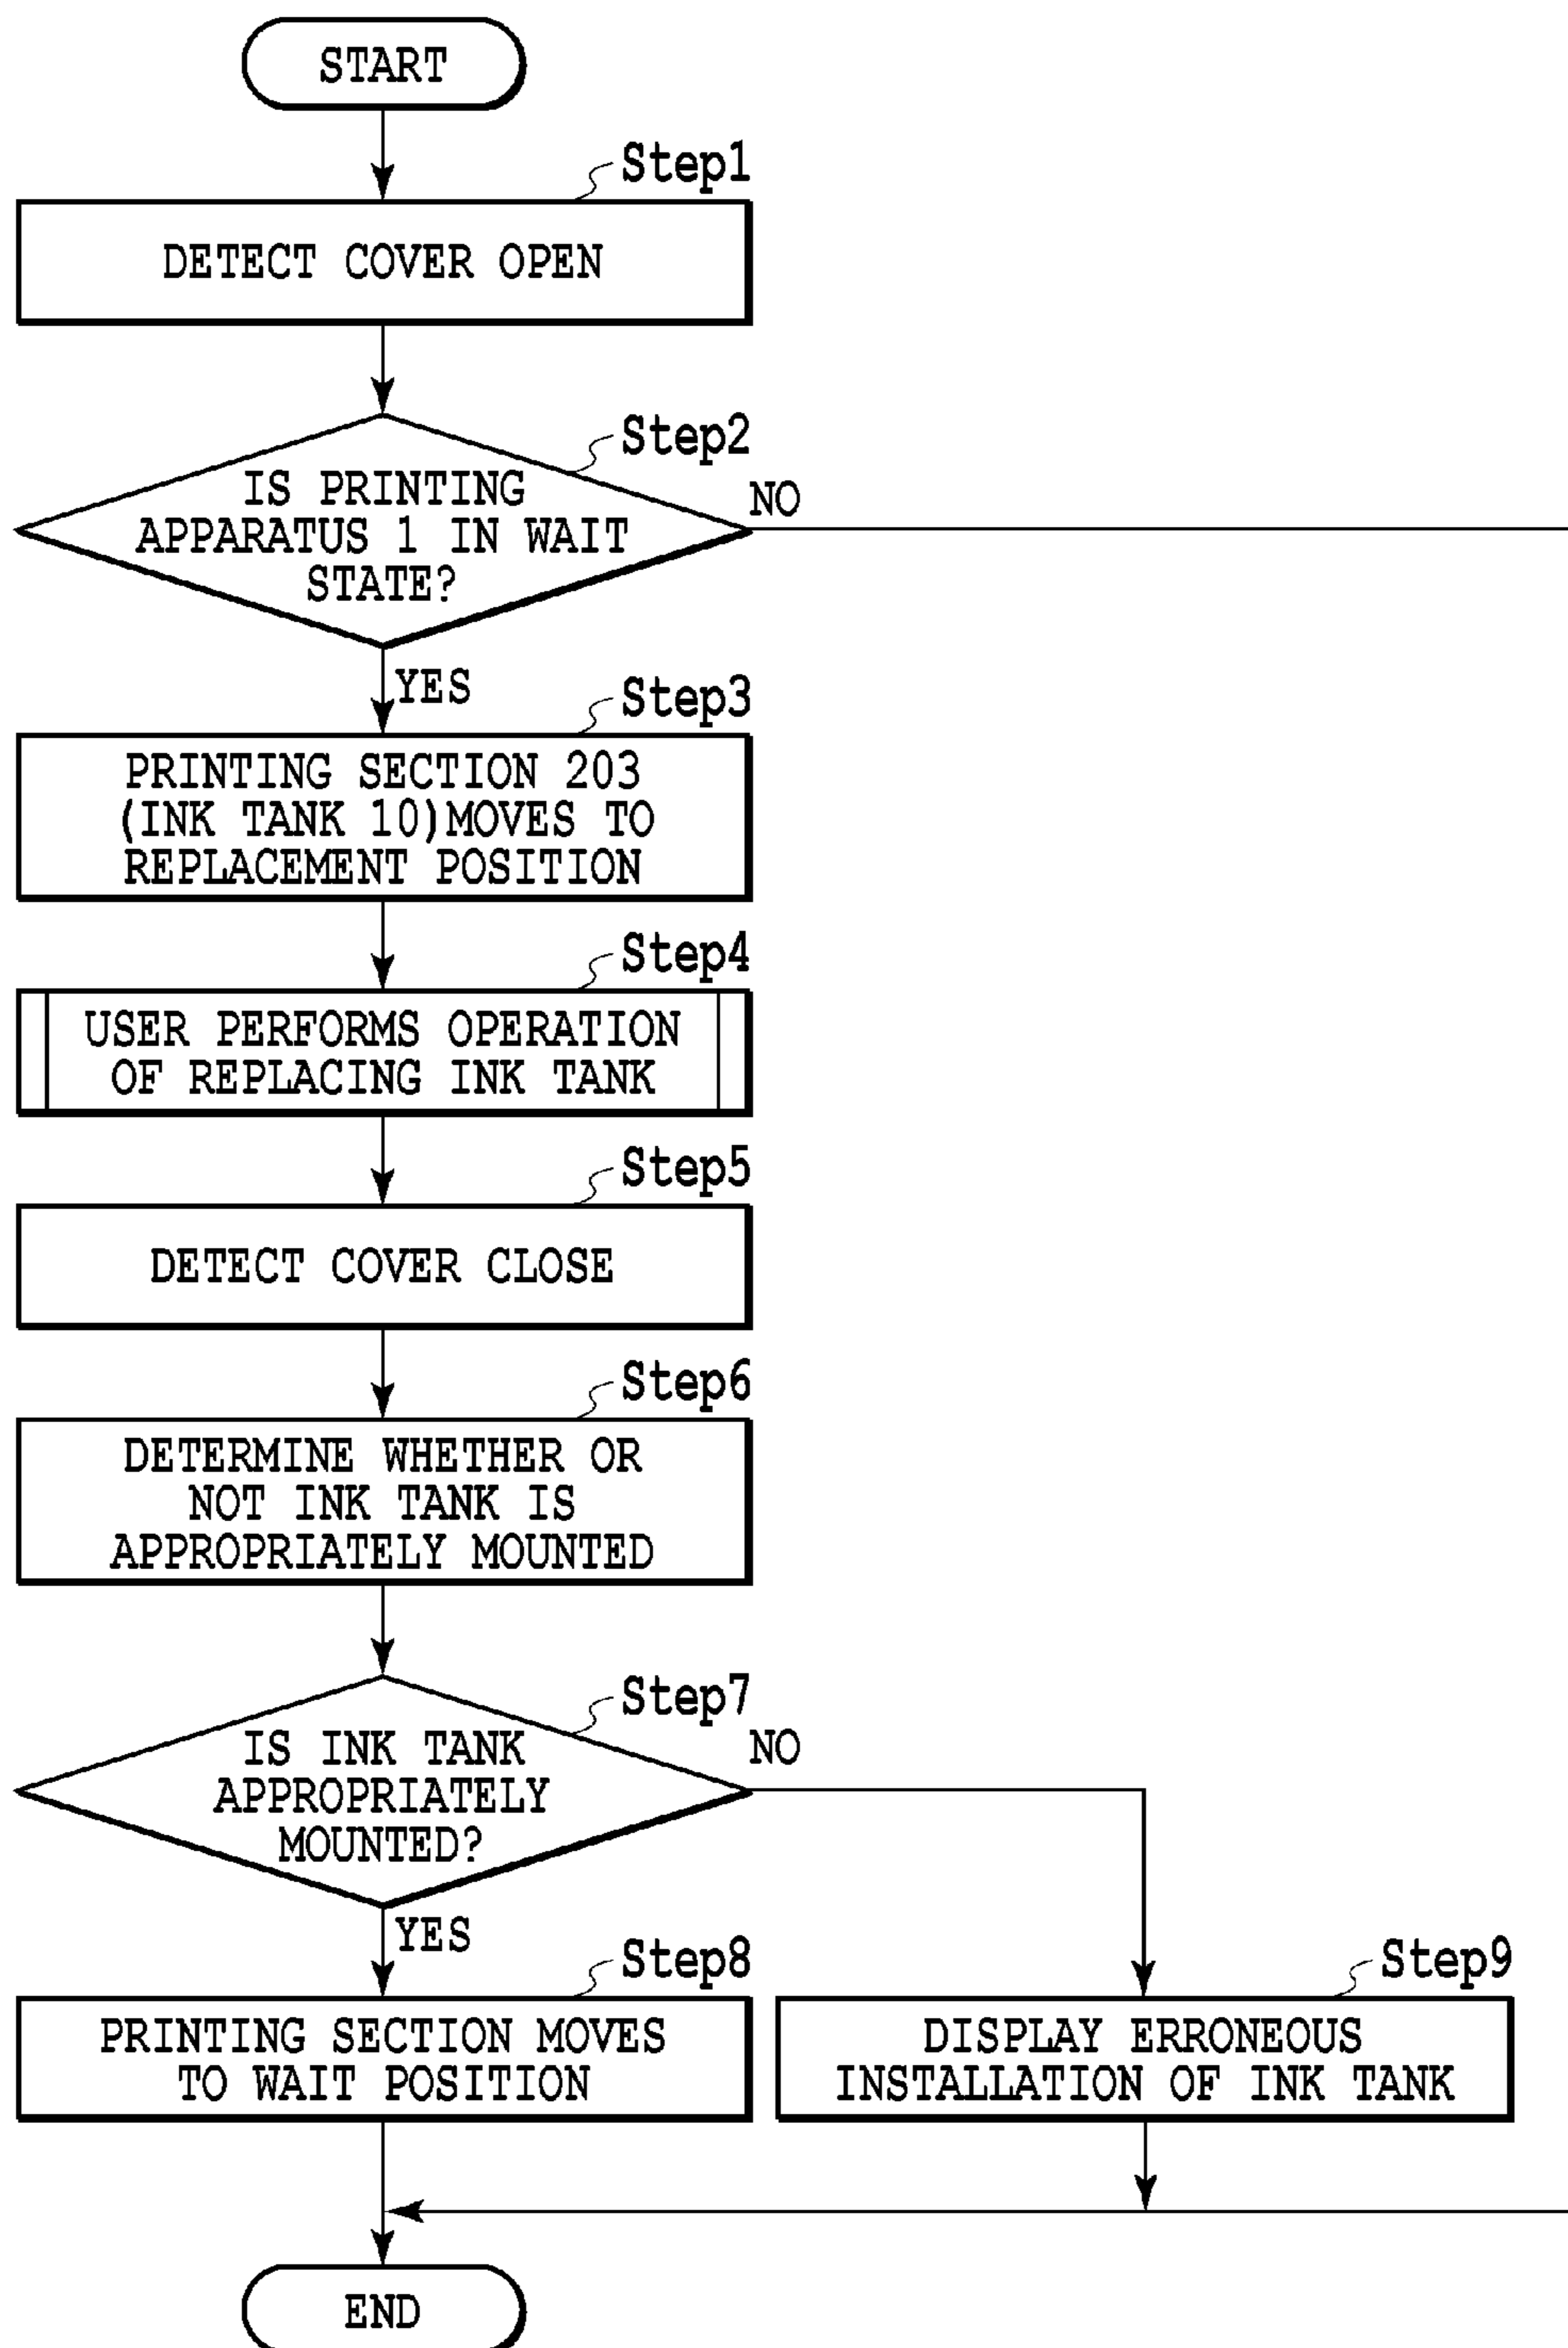 START
Step1
DETECT COVER OPEN
Step2
IS PRINTING
APPARATUS 1 IN WAIT
STATE?
NO
YES
Step3
PRINTING SECTION 203
(INK TANK 10)MOVES TO
REPLACEMENT POSITION
Step4
USER PERFORMS OPERATION
OF REPLACING INK TANK
Step5
DETECT COVER CLOSE
Step6
DETERMINE WHETHER OR
NOT INK TANK IS
APPROPRIATELY MOUNTED
Step7
IS INK TANK
APPROPRIATELY
MOUNTED?
NO
YES
Step8
PRINTING SECTION MOVES
TO WAIT POSITION
Step9
DISPLAY ERRONEOUS
INSTALLATION OF INK TANK
END